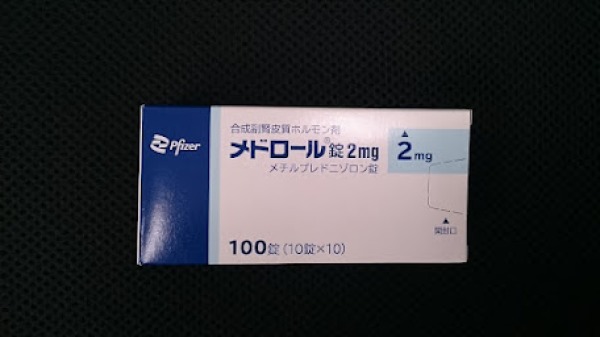 Pfizer
合成副腎皮質ホルモン剤
メドロール®錠2mg
メチルプレドニゾロン錠
100錠(10錠×10)
▲
2mg
▲
開封口